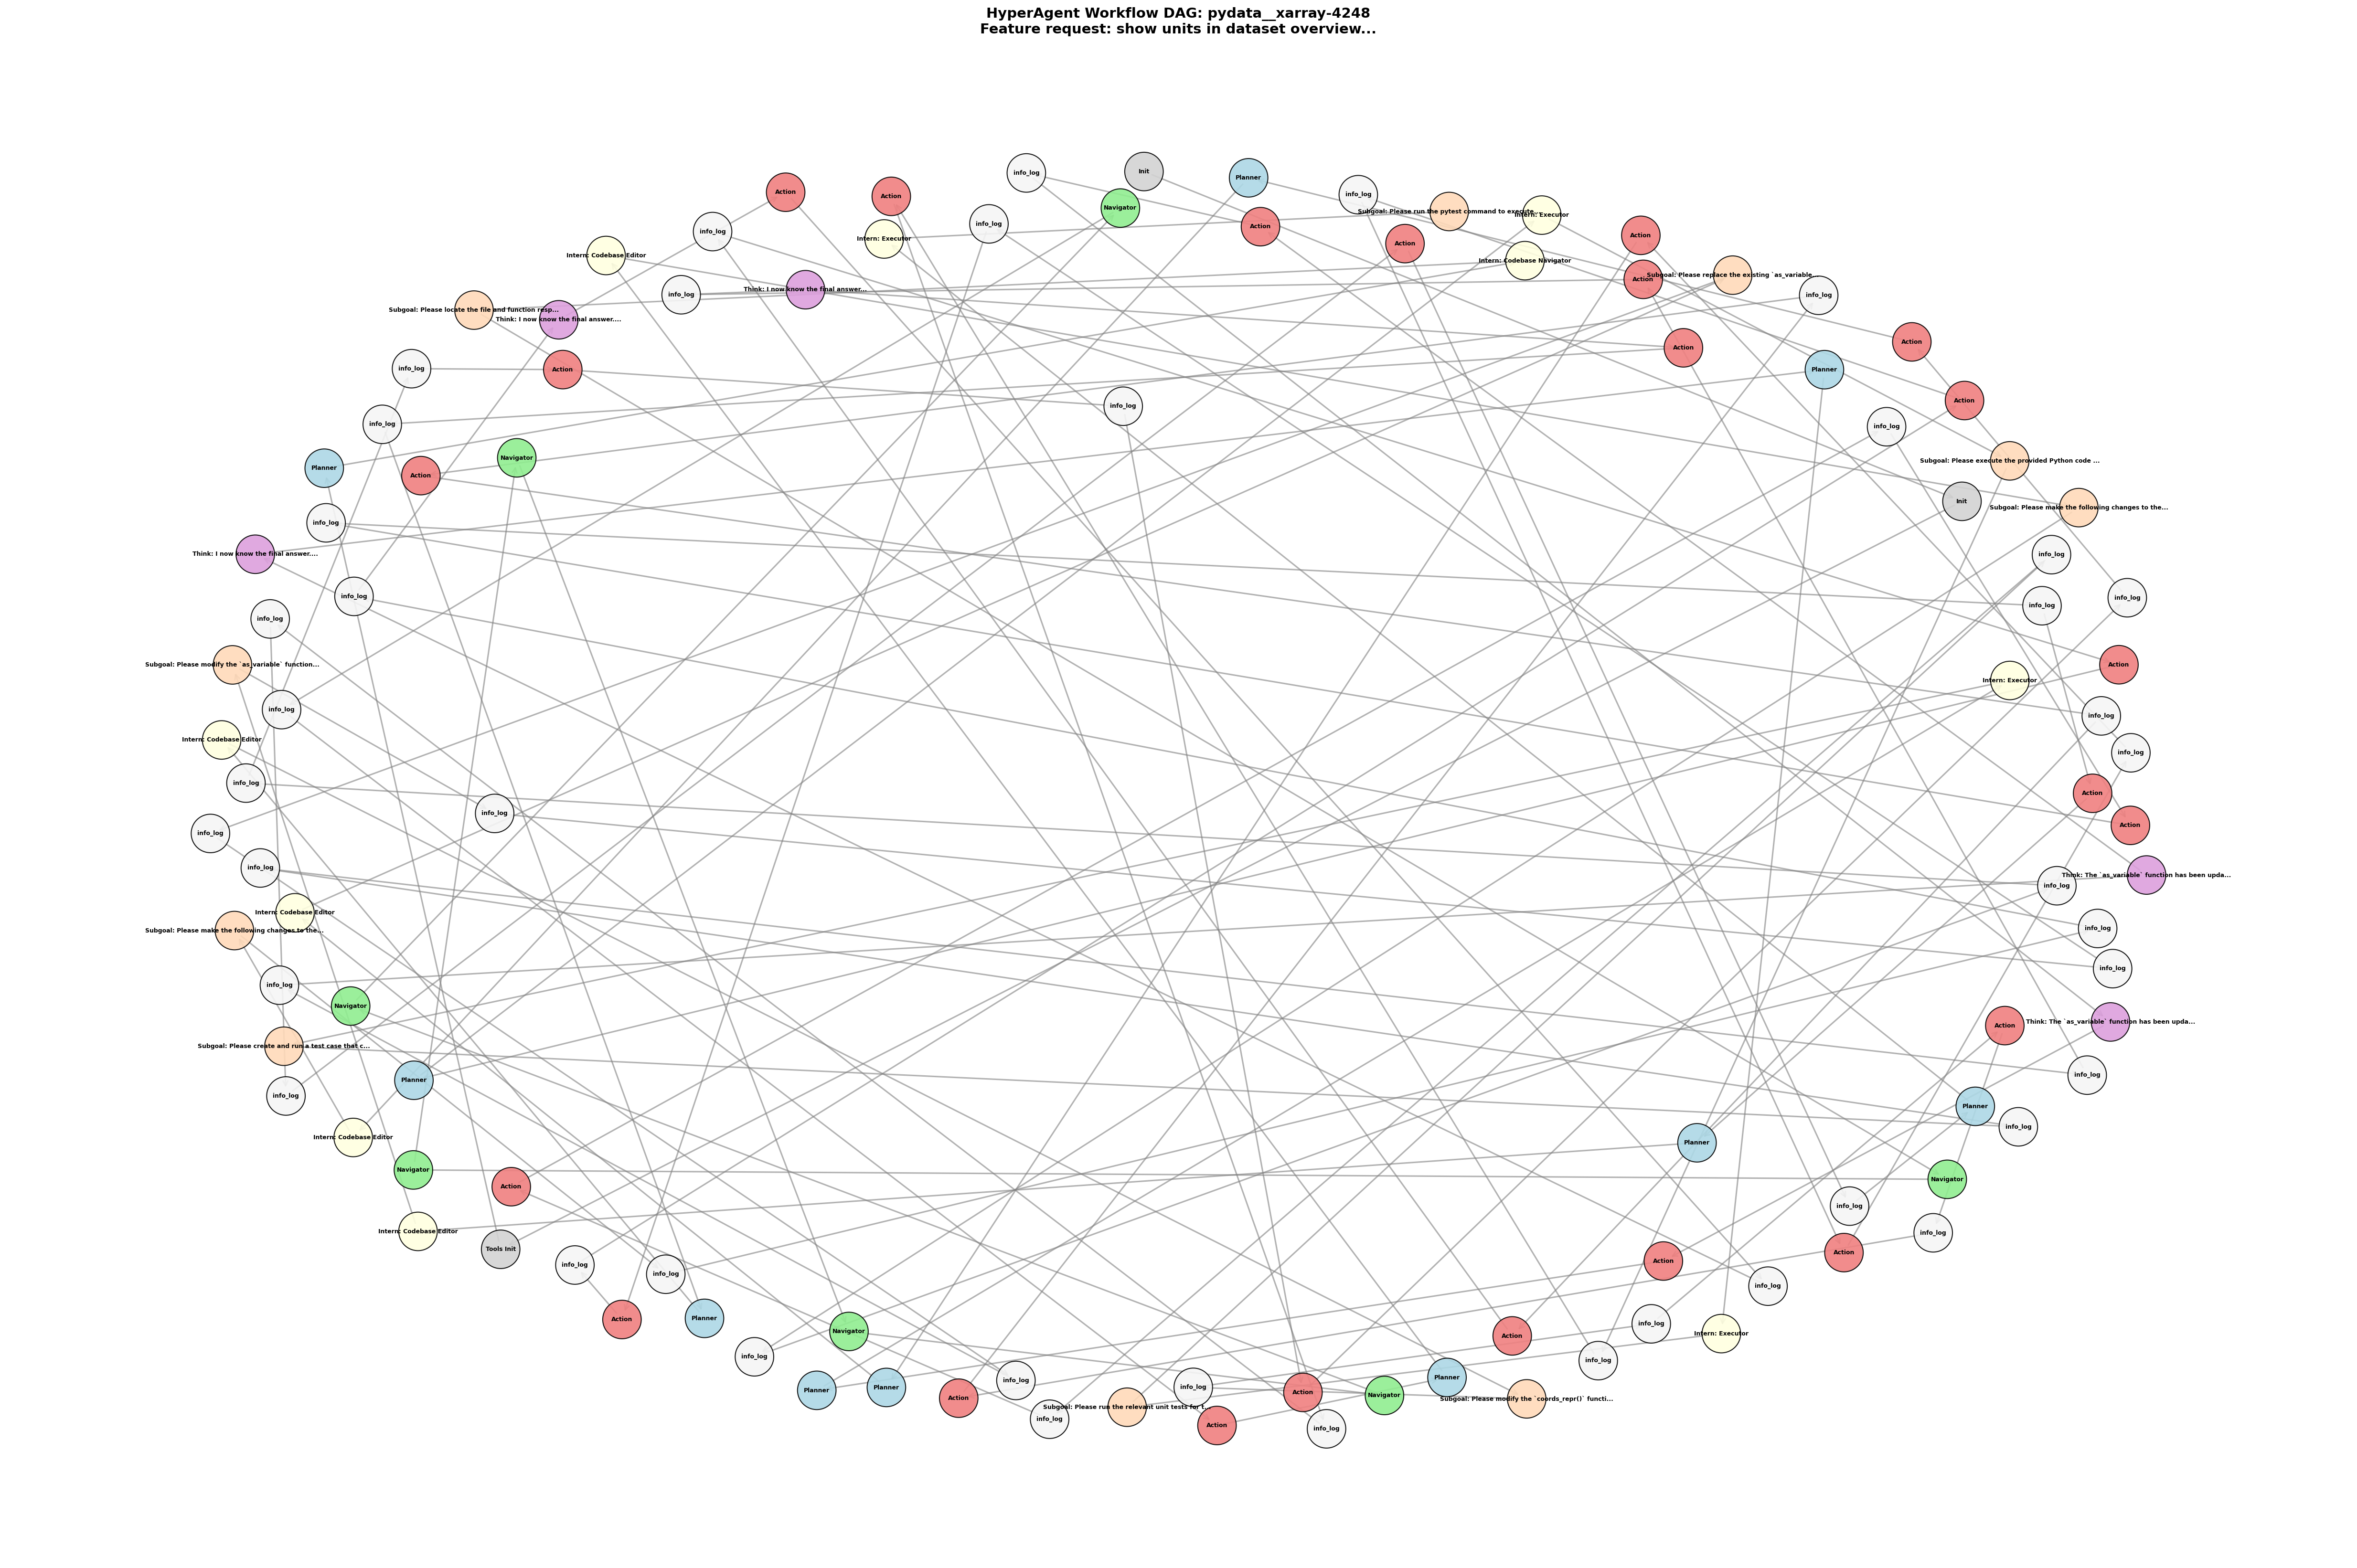 HyperAgent Workflow DAG: pydata__xarray-4248
Feature request: show units in dataset overview...
Init
info_log
Planner
Action
info_log
Action
Navigator
Subgoal: Please run the pytest command to execute...
Intern: Executor
info_log
Action
info_log
Action
Intern: Executor
Action
Intern: Codebase Editor
Intern: Codebase Navigator
Subgoal: Please replace the existing `as_variable...
Action
Think: I now know the final answer...
info_log
info_log
Subgoal: Please locate the file and function resp...
Think: I now know the final answer....
Action
Action
info_log
Action
Planner
Action
info_log
info_log
info_log
Navigator
Subgoal: Please execute the provided Python code ...
Planner
Action
Init
Subgoal: Please make the following changes to the...
info_log
Think: I now know the final answer....
info_log
info_log
info_log
info_log
info_log
Subgoal: Please modify the `as_variable` function...
Action
Intern: Executor
info_log
info_log
Intern: Codebase Editor
info_log
info_log
Action
info_log
Action
info_log
info_log
Think: The `as_variable` function has been upda...
info_log
Intern: Codebase Editor
info_log
Subgoal: Please make the following changes to the...
info_log
info_log
Navigator
Think: The `as_variable` function has been upda...
Action
Subgoal: Please create and run a test case that c...
info_log
Planner
info_log
Planner
info_log
Intern: Codebase Editor
Planner
Navigator
Navigator
Action
info_log
Intern: Codebase Editor
info_log
Tools Init
Action
Action
info_log
info_log
info_log
Action
Planner
info_log
Navigator
Intern: Executor
Action
info_log
info_log
Planner
info_log
Planner
Planner
info_log
Action
Action
Navigator
Subgoal: Please modify the `coords_repr()` functi...
Subgoal: Please run the relevant unit tests for t...
info_log
Action
info_log